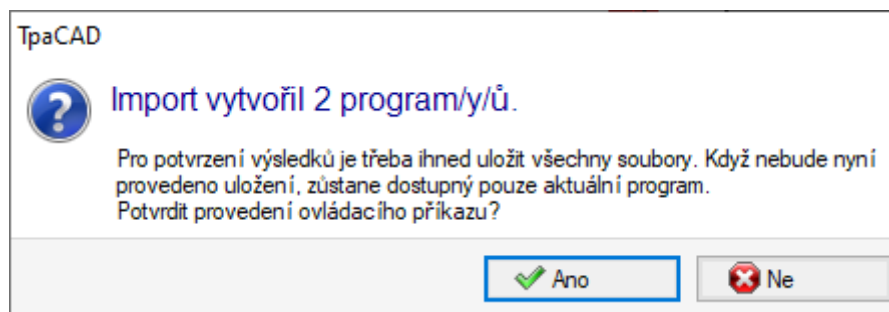 TpaCAD
Import vytvořil 2 program/y/ů.
Pro potvrzení výsledků je třeba ihned uložit všechny soubory. Když nebude nyní
provedeno uložení, zůstane dostupný pouze aktuální program.
Potvrdit provedení ovládacího příkazu?
Ano
Ne